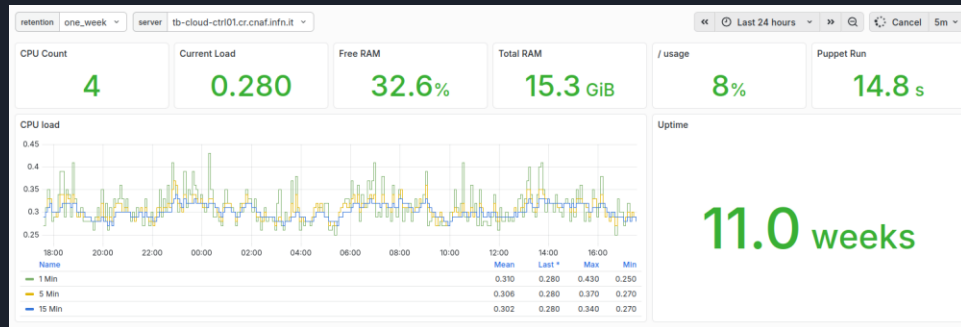 retention one_week server tb-cloud-ctrl01.cr.cnaf.infn.it Last 24 hours Cancel 5m
CPU Count Current Load Free RAM Total RAM / usage Puppet Run
4 0.280 32.6% 15.3 GiB 8% 14.8 s
CPU load Uptime
0.45
0.4
0.35
0.3
0.25
18:00 20:00 22:00 00:00 02:00 04:00 06:00 08:00 10:00 12:00 14:00 16:00
11.0 weeks
Name Mean Last * Max Min
1 Min 0.310 0.280 0.430 0.250
5 Min 0.306 0.280 0.370 0.270
15 Min 0.302 0.280 0.340 0.270